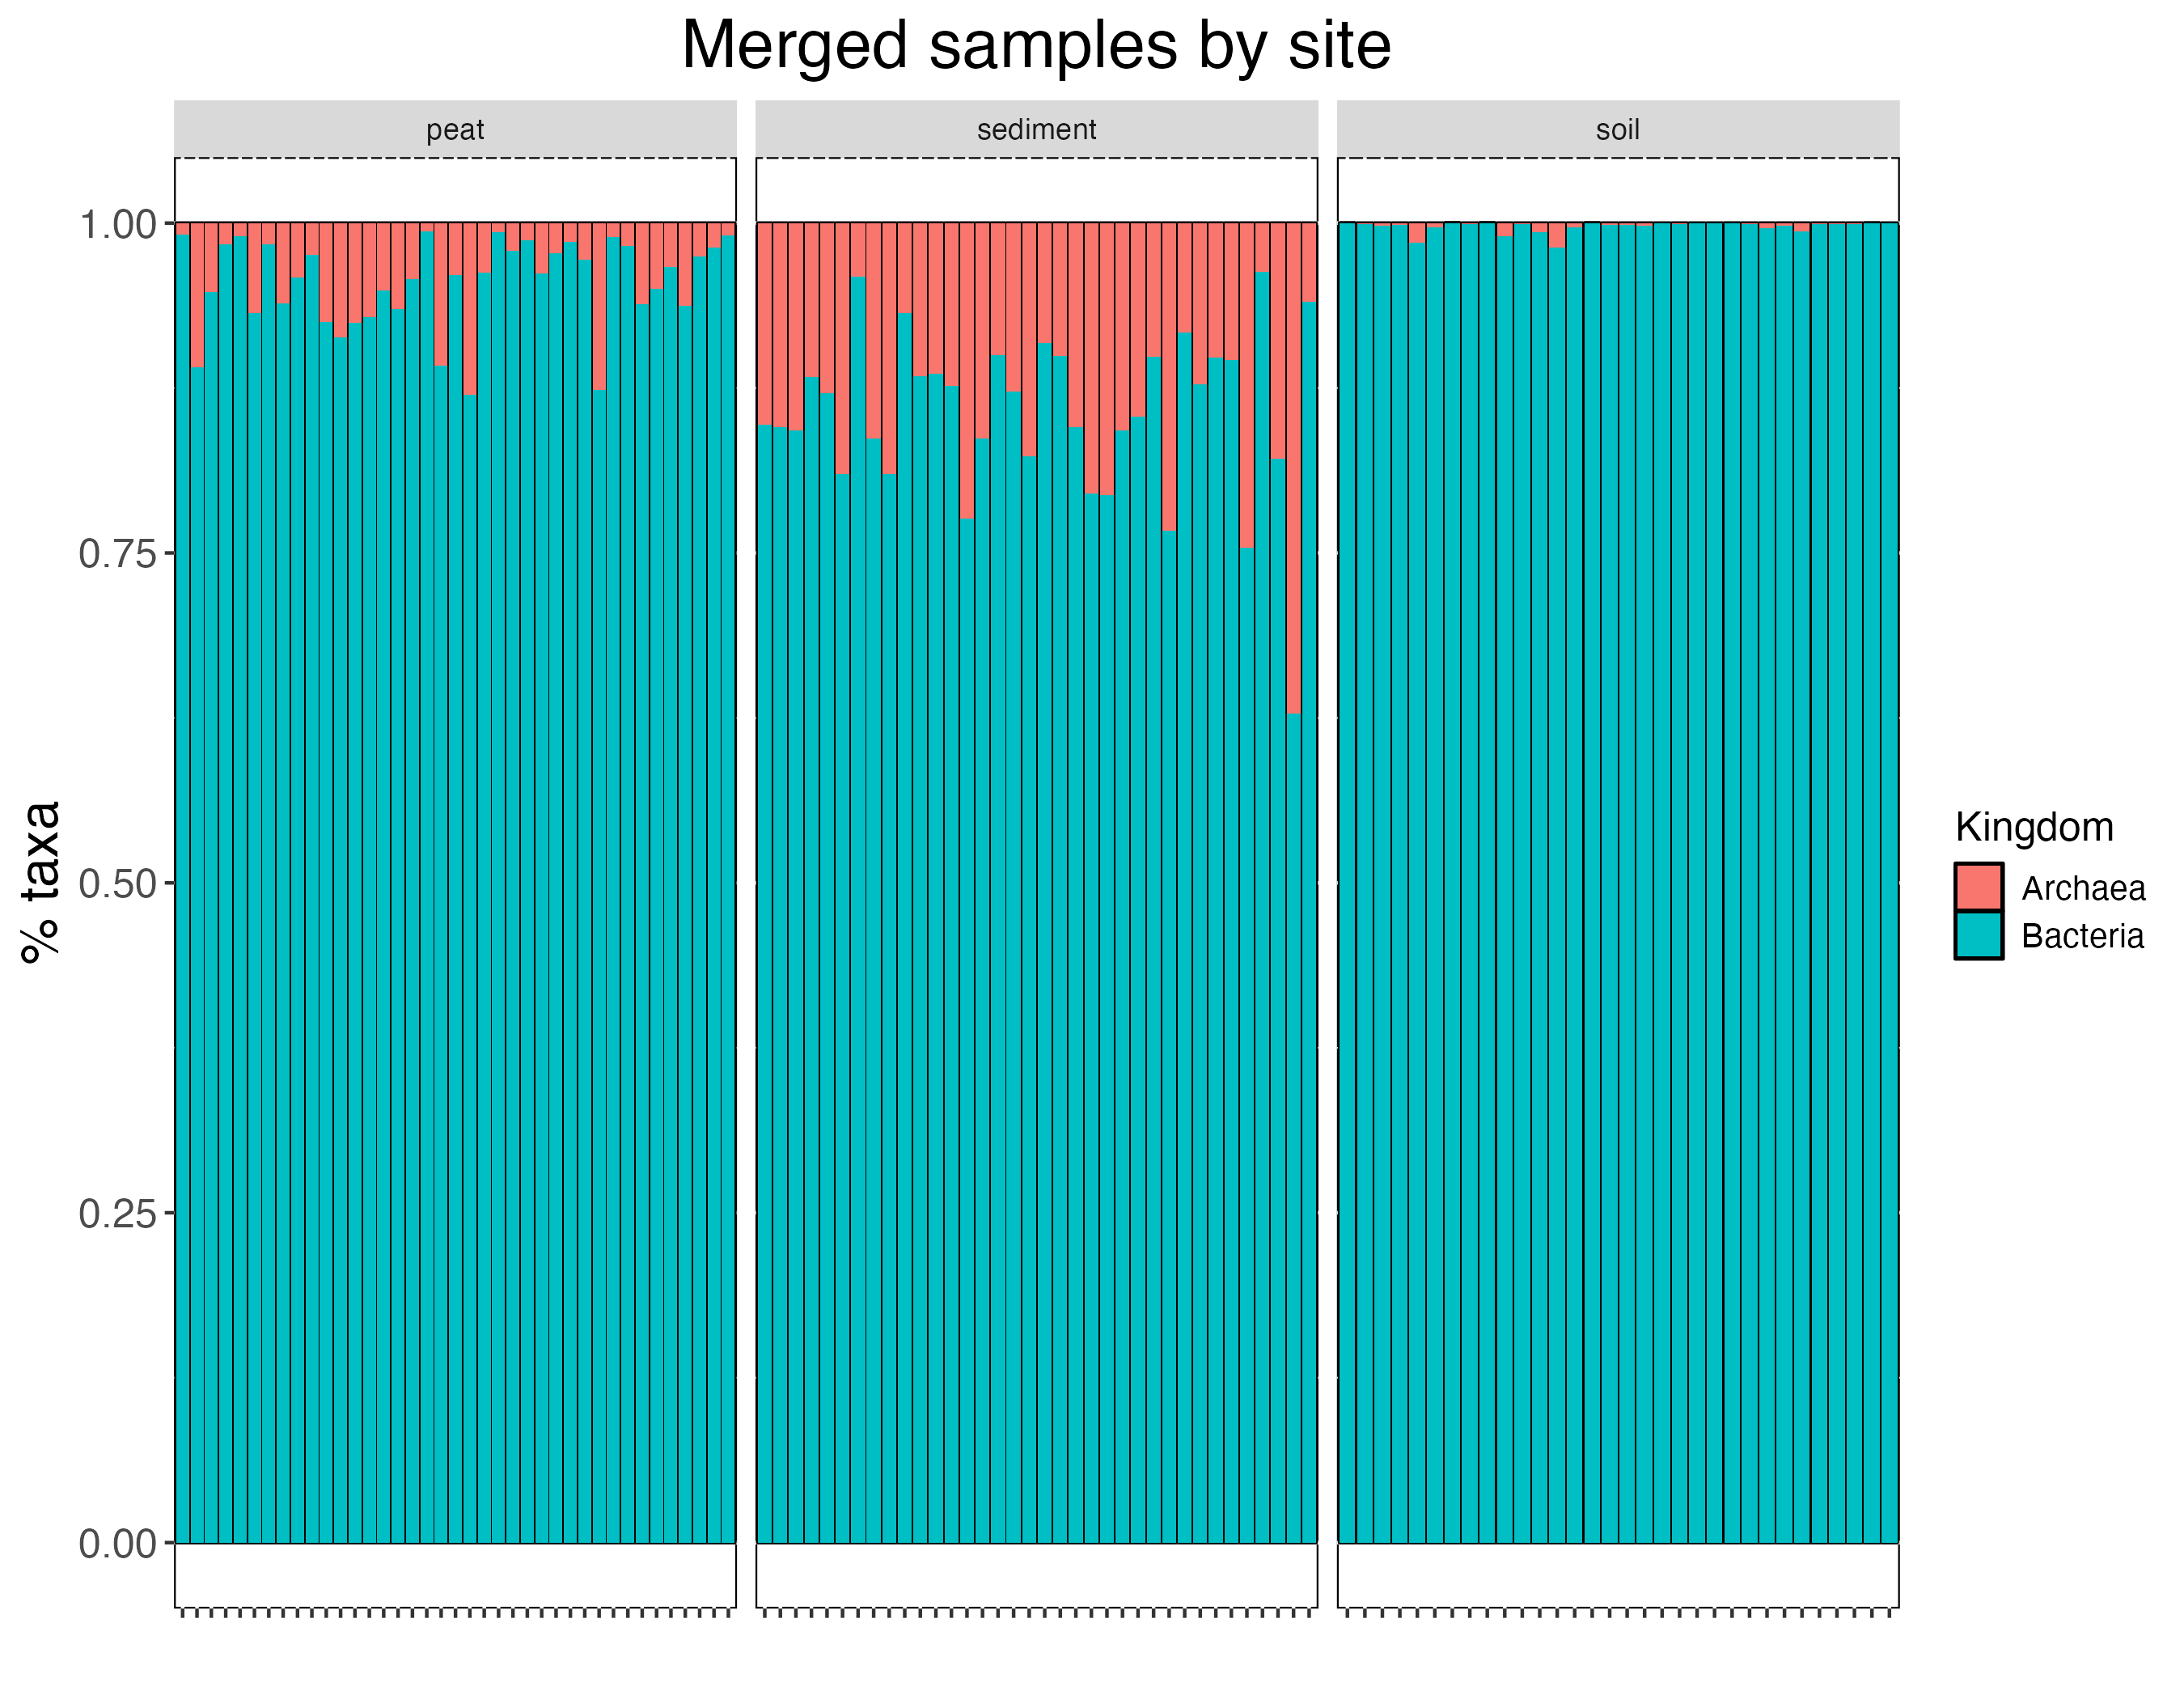 Merged samples by site
peat
sediment
soil
% taxa
1.00
0.75
0.50
0.25
0.00
Kingdom
Archaea
Bacteria